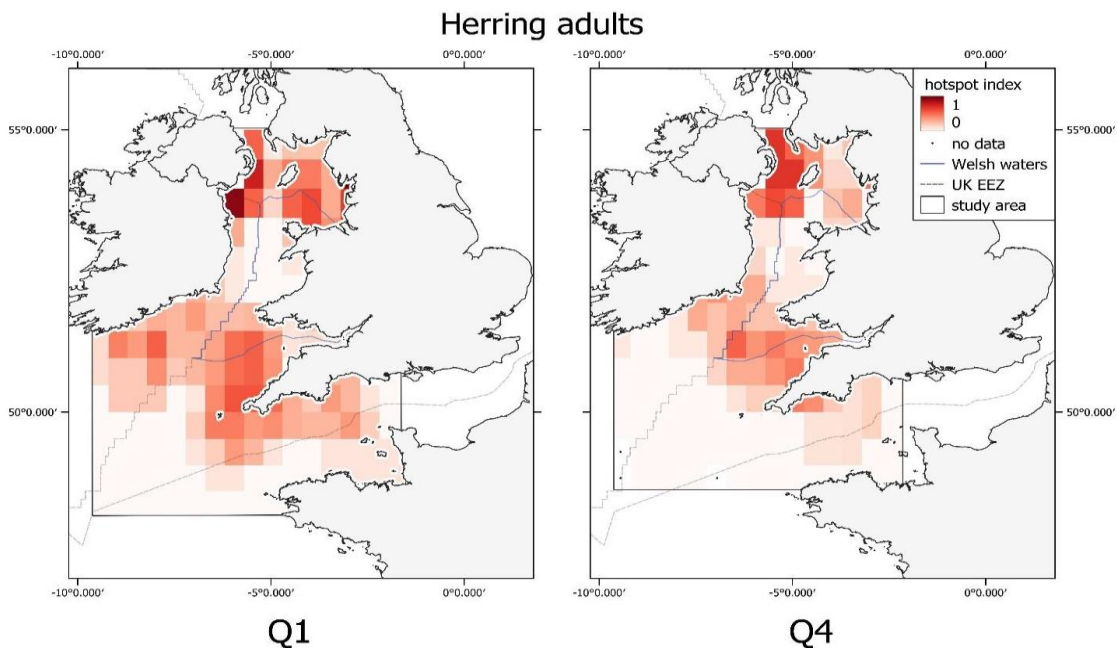 Herring adults
-10°0.000' -5°0.000' 0°0.000' -10°0.000' -5°0.000' 0°0.000'
hotspot index
1
0
no data
Welsh waters
UK EEZ
study area
55°0.000' 55°0.000'
50°0.000' 50°0.000'
-10°0.000' -5°0.000' 0°0.000' -10°0.000' -5°0.000' 0°0.000'
Q1 Q4